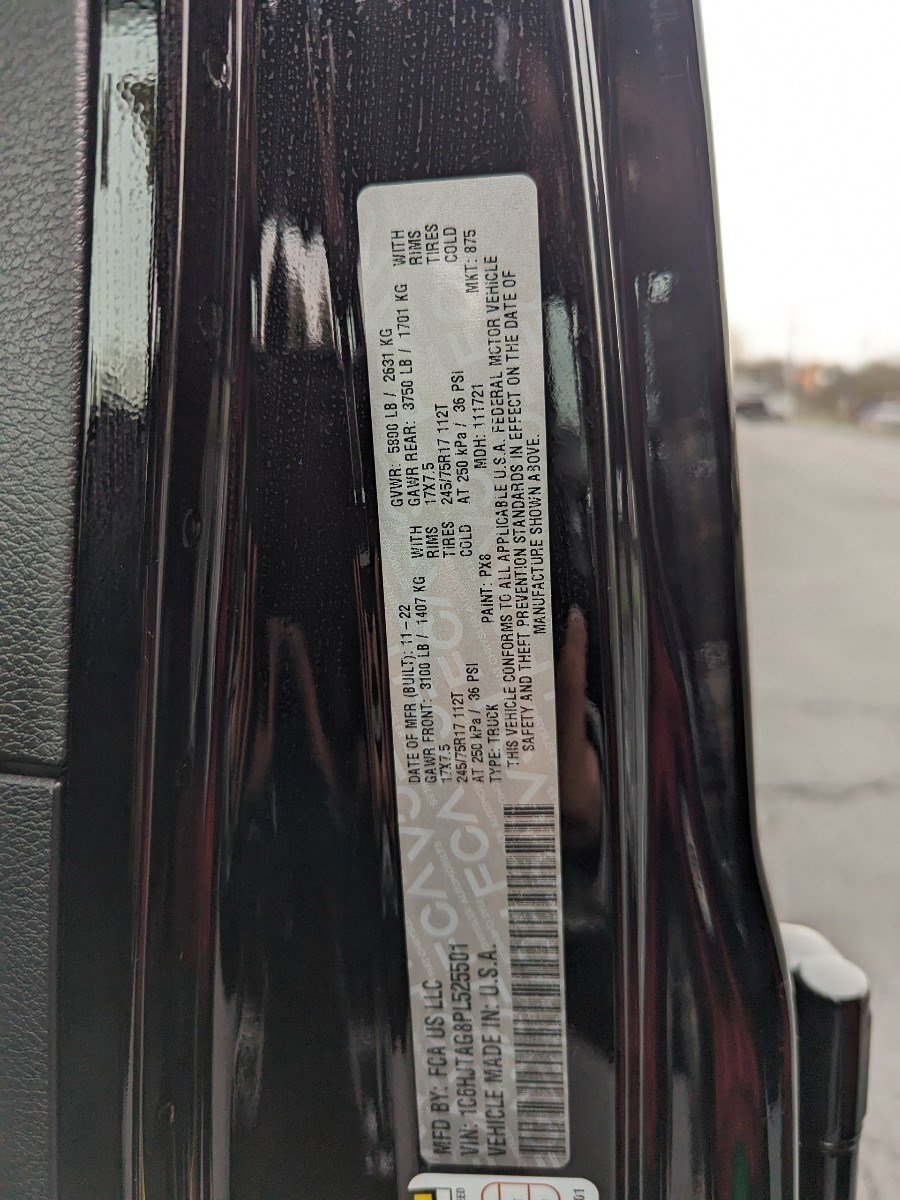 MFD BY: FCA US LLC
VIN: 1C6HJTAG8PL525501
VEHICLE MADE IN: U.S.A.
DATE OF MFR (BUILT): 11-22 GVWR: 5800 LB / 2631 KG
GAWR FRONT: 3100 LB / 1407 KG WITH GAWR REAR: 3750 LB / 1701 KG WITH
17X7.5 RIMS 17X7.5 RIMS
245/75R17 112T TIRES 245/75R17 112T TIRES
AT 250 kPa / 36 PSI COLD AT 250 kPa / 36 PSI COLD
TYPE: TRUCK PAINT: PX8 MDH: 111721 MKT: 875
THIS VEHICLE CONFORMS TO ALL APPLICABLE U.S.A. FEDERAL MOTOR VEHICLE
SAFETY AND THEFT PREVENTION STANDARDS IN EFFECT ON THE DATE OF
MANUFACTURE SHOWN ABOVE.
FCA
01